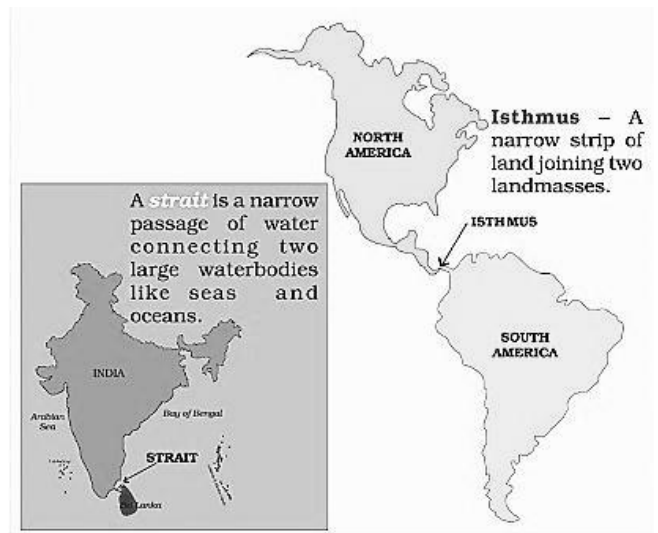 NORTH
AMERICA
Isthmus – A
narrow strip of
land joining two
landmasses.
ISTHMUS
SOUTH
AMERICA
A strait is a narrow
passage of water
connecting two
large waterbodies
like seas and
oceans.
INDIA
Arabian
Sea
Bay of Bengal
STRAIT
Sri Lanka